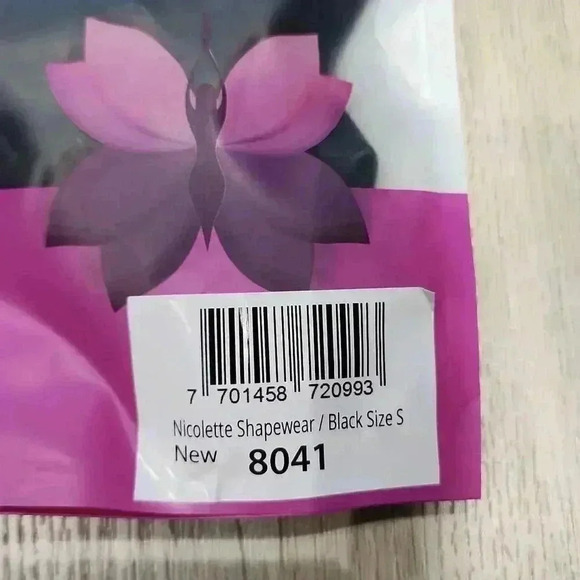 7 701458 720993
Nicolette Shapewear / Black Size S
New 8041